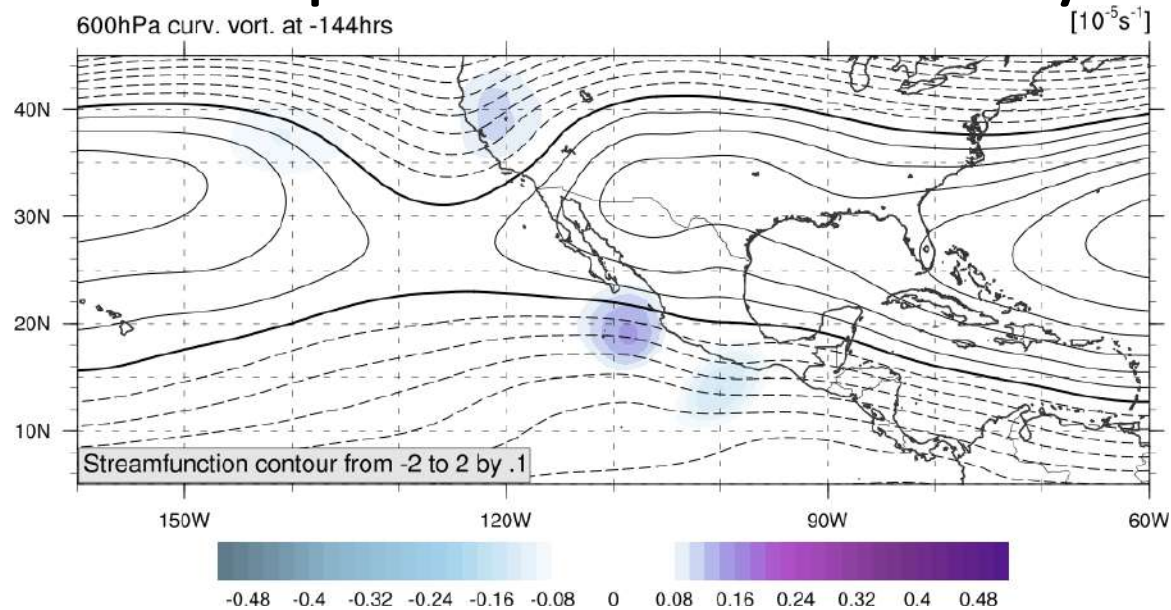 600hPa curv. vort. at -144hrs
[10⁻⁵s⁻¹]
40N
30N
20N
10N
Streamfunction contour from -2 to 2 by .1
150W 120W 90W 60W
-0.48 -0.4 -0.32 -0.24 -0.16 -0.08 0 0.08 0.16 0.24 0.32 0.4 0.48